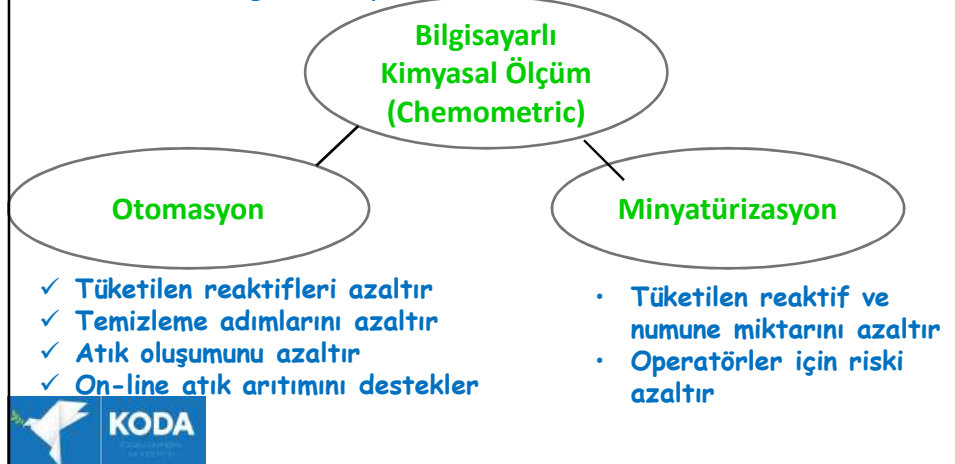 Bilgisayarlı
Kimyasal Ölçüm
(Chemometric)
Otomasyon
Minyatürizasyon
✓ Tüketilen reaktifleri azaltır
✓ Temizleme adımlarını azaltır
✓ Atık oluşumunu azaltır
✓ On-line atık arıtımını destekler
• Tüketilen reaktif ve
numune miktarını azaltır
• Operatörler için riski
azaltır
KODA